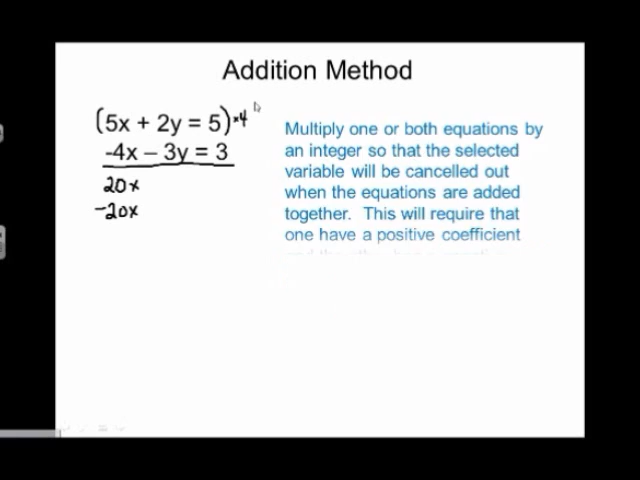 Addition Method
(5x + 2y = 5)*4
-4x – 3y = 3
20x
-20x
Multiply one or both equations by
an integer so that the selected
variable will be cancelled out
when the equations are added
together. This will require that
one have a positive coefficient